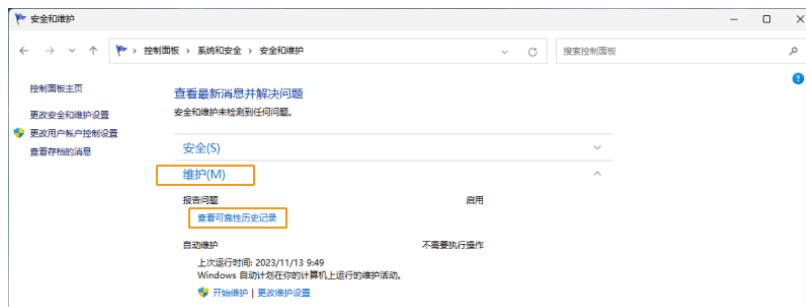 安全和维护
控制面板 › 系统和安全 › 安全和维护
搜索控制面板
控制面板主页
更改安全和维护设置
更改用户帐户控制设置
查看存档的消息
查看最新消息并解决问题
安全和维护未检测到任何问题。
安全(S)
维护(M)
报告问题 启用
查看可靠性历史记录
自动维护 不需要执行操作
上次运行时间: 2023/11/13 9:49
Windows 自动计划在你的计算机上运行的维护活动。
开始维护 | 更改维护设置